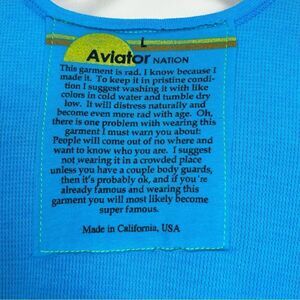 L
Aviator NATION
This garment is rad. I know because I
made it. To keep it in pristine condi-
tion I suggest washing it with like
colors in cold water and tumble dry
low. It will distress naturally and
become even more rad with age. Oh,
there is one problem with wearing this
garment I must warn you about:
People will come out of no where and
want to know who you are. I suggest
not wearing it in a crowded place
unless you have a couple body guards,
then it's probably ok, and if you're
already famous and wearing this
garment you will most likely become
super famous.
Made in California, USA